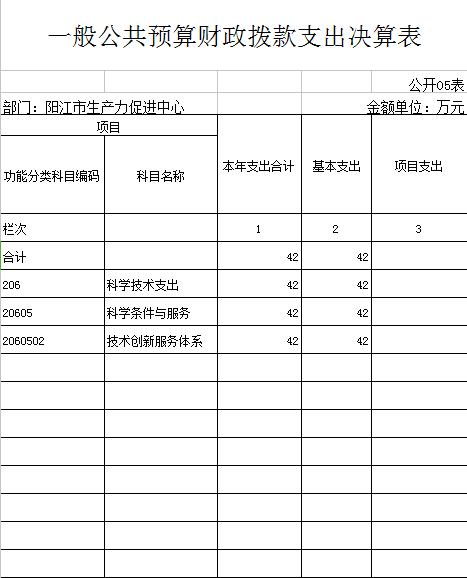 一般公共预算财政拨款支出决算表
公开05表
部门：阳江市生产力促进中心 金额单位：万元
项目
功能分类科目编码 科目名称 本年支出合计 基本支出 项目支出
栏次 1 2 3
合计 42 42
206 科学技术支出 42 42
20605 科学条件与服务 42 42
2060502 技术创新服务体系 42 42